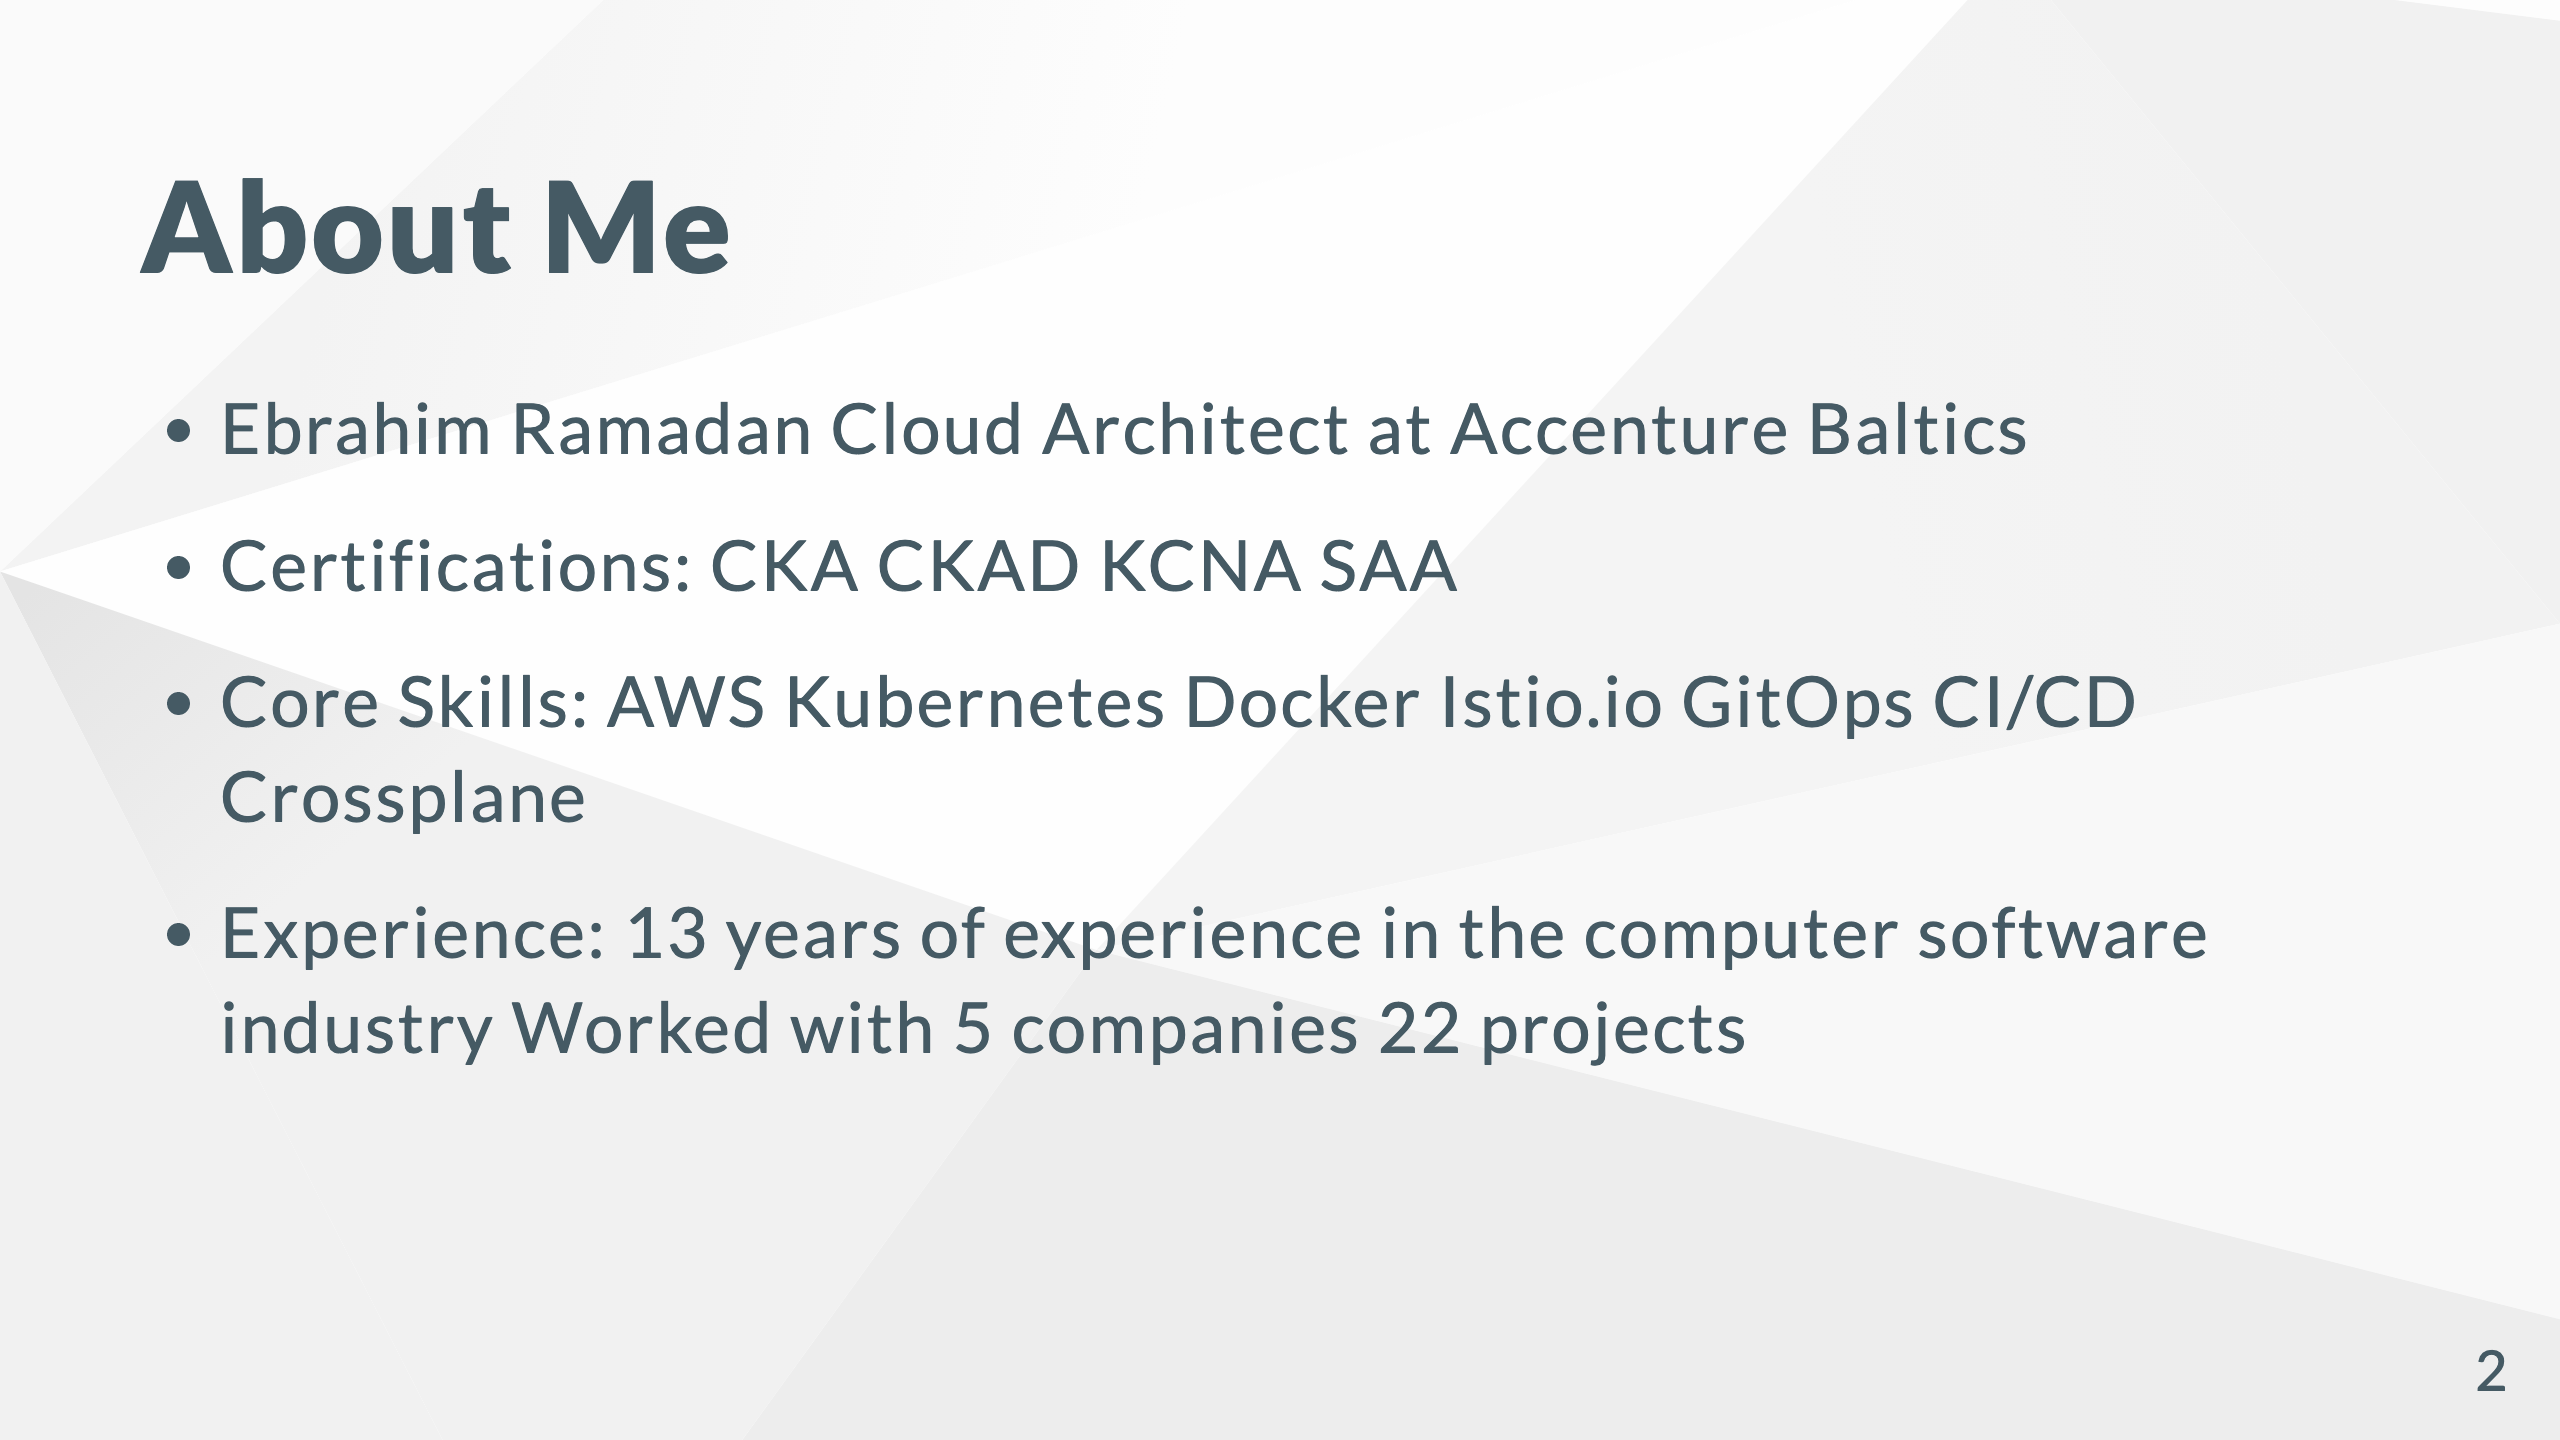 About Me
• Ebrahim Ramadan Cloud Architect at Accenture Baltics
• Certifications: CKA CKAD KCNA SAA
• Core Skills: AWS Kubernetes Docker Istio.io GitOps CI/CD
Crossplane
• Experience: 13 years of experience in the computer software
industry Worked with 5 companies 22 projects
2